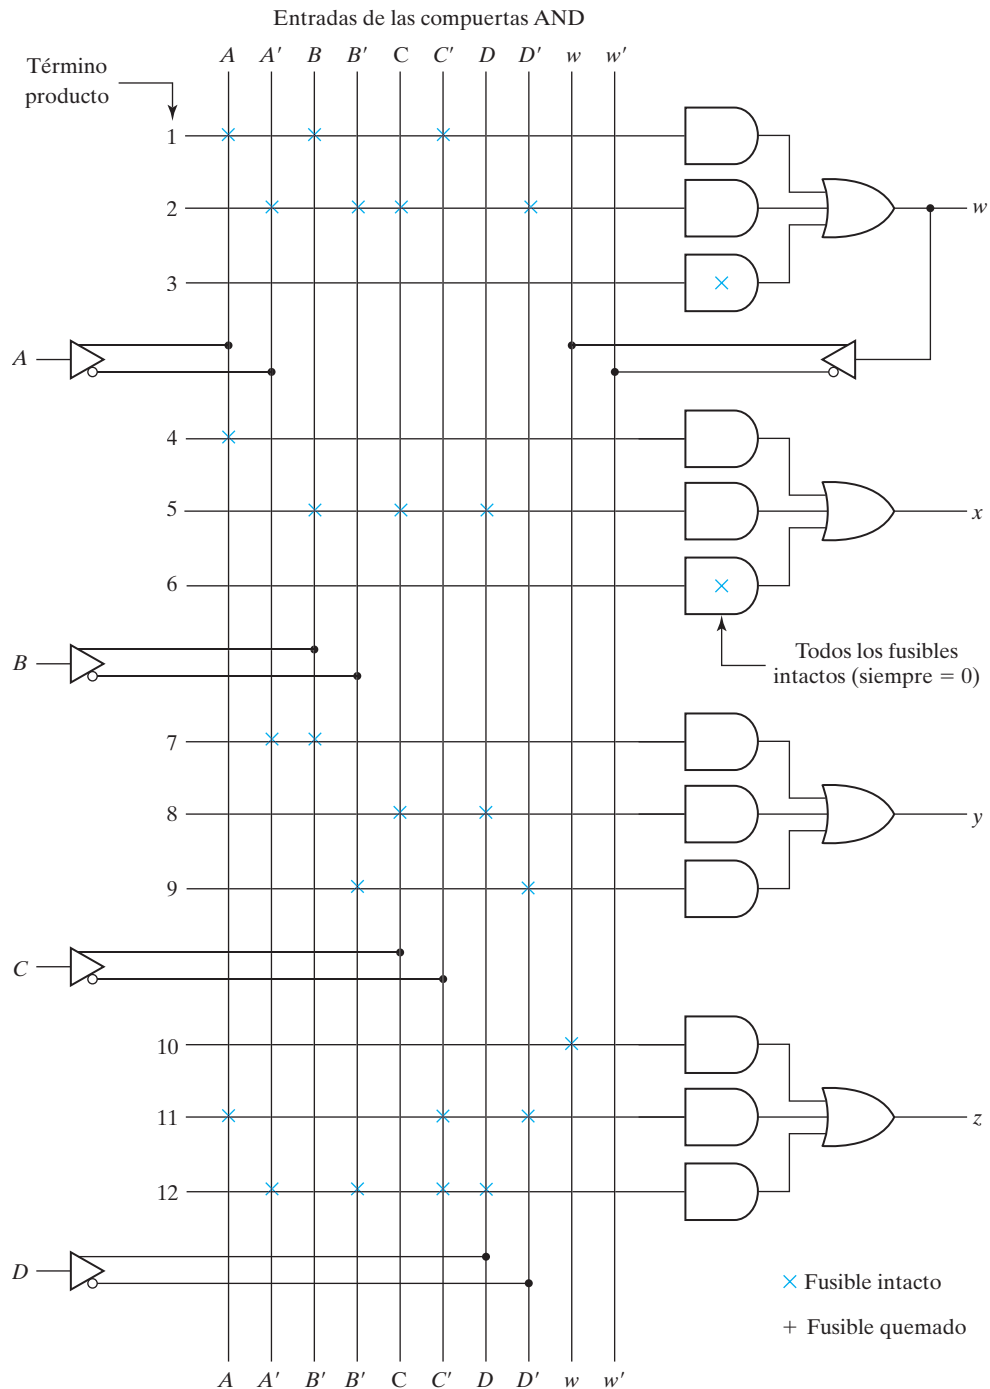 Entradas de las compuertas AND
A A′ B B′ C C′ D D′ w w′
Término
producto
1
2
w
3
A
4
5
x
6
Todos los fusibles
intactos (siempre = 0)
B
7
8
y
9
C
10
11
z
12
D
× Fusible intacto
+ Fusible quemado
A A′ B′ B′ C C′ D D′ w w′